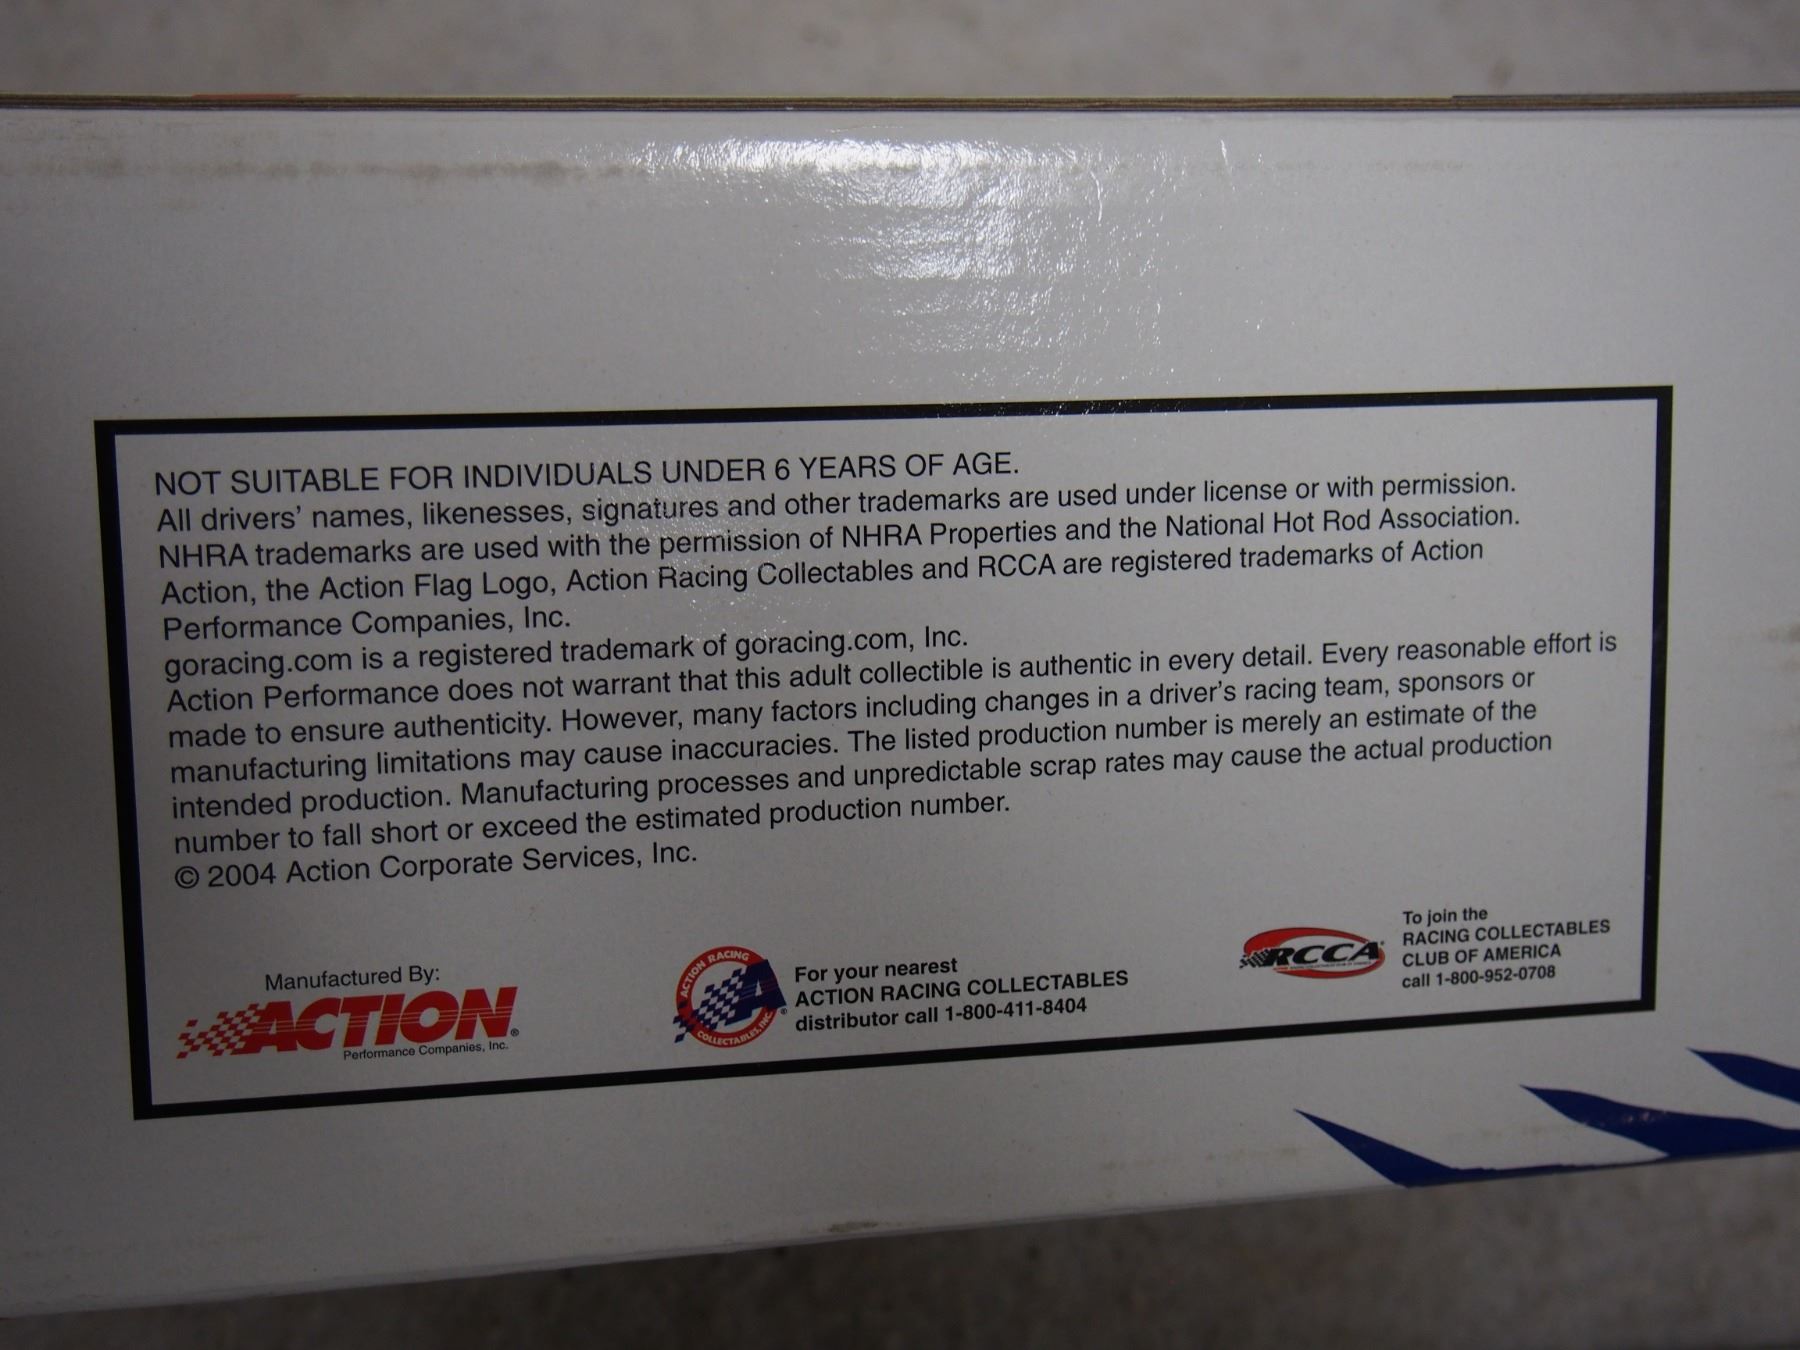 NOT SUITABLE FOR INDIVIDUALS UNDER 6 YEARS OF AGE.
All drivers' names, likenesses, signatures and other trademarks are used under license or with permission.
NHRA trademarks are used with the permission of NHRA Properties and the National Hot Rod Association.
Action, the Action Flag Logo, Action Racing Collectables and RCCA are registered trademarks of Action
Performance Companies, Inc.
goracing.com is a registered trademark of goracing.com, Inc.
Action Performance does not warrant that this adult collectible is authentic in every detail. Every reasonable effort is
made to ensure authenticity. However, many factors including changes in a driver's racing team, sponsors or
manufacturing limitations may cause inaccuracies. The listed production number is merely an estimate of the
intended production. Manufacturing processes and unpredictable scrap rates may cause the actual production
number to fall short or exceed the estimated production number.
© 2004 Action Corporate Services, Inc.
Manufactured By:
ACTION®
Performance Companies, Inc.
ACTION RACING
A
COLLECTABLES, INC.
®
For your nearest
ACTION RACING COLLECTABLES
distributor call 1-800-411-8404
RCCA
To join the
RACING COLLECTABLES
CLUB OF AMERICA
call 1-800-952-0708